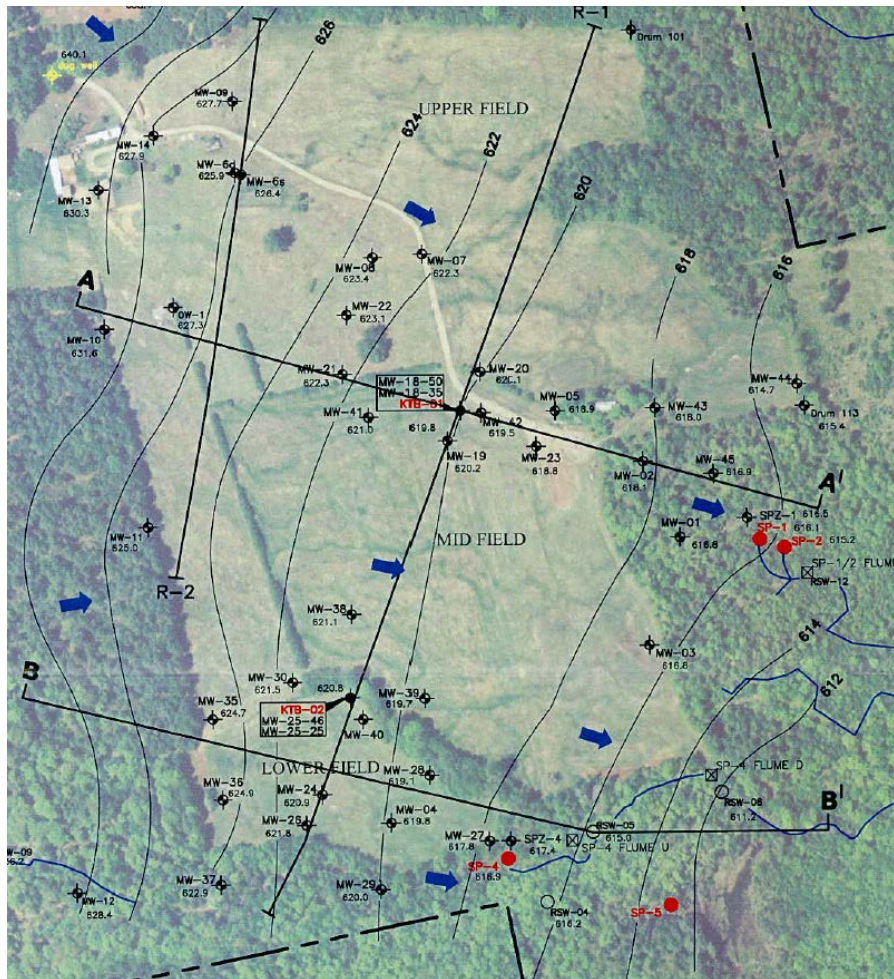 R-1
626
Drum 101
640.1
dug well
MW-09
627.7
UPPER FIELD
624
622
MW-14
627.9
MW-6d
625.9
MW-6s
626.4
620
MW-13
630.3
MW-07
622.3
MW-08
623.4
618
616
A
OW-1
627.3
MW-22
623.1
MW-10
631.6
MW-21
622.3
MW-18-50
MW-18-35
KTB-01
619.8
MW-20
620.1
MW-44
614.7
MW-41
621.0
MW-42
619.5
MW-05
618.9
MW-43
618.0
Drum 113
615.4
MW-19
620.2
MW-23
618.8
MW-02
618.1
MW-45
616.9
A'
616.5
SPZ-1
616.1
MW-11
625.0
MW-01
616.8
SP-1
SP-2
615.2
MID FIELD
SP-1/2 FLUME
RSW-12
R-2
MW-38
621.1
614
MW-03
616.8
B
MW-30
621.5
620.8
612
MW-35
624.7
KTB-02
MW-25-46
MW-25-25
MW-39
619.7
MW-40
LOWER FIELD
MW-28
619.1
SP-4 FLUME D
MW-36
624.9
MW-24
620.9
RSW-06
611.2
B'
MW-26
621.8
MW-04
619.8
RSW-05
615.0
MW-27
617.8
SPZ-4
617.4
SP-4 FLUME U
SP-4
616.9
MW-37
622.9
MW-29
620.0
MW-12
628.4
RSW-04
616.2
SP-5